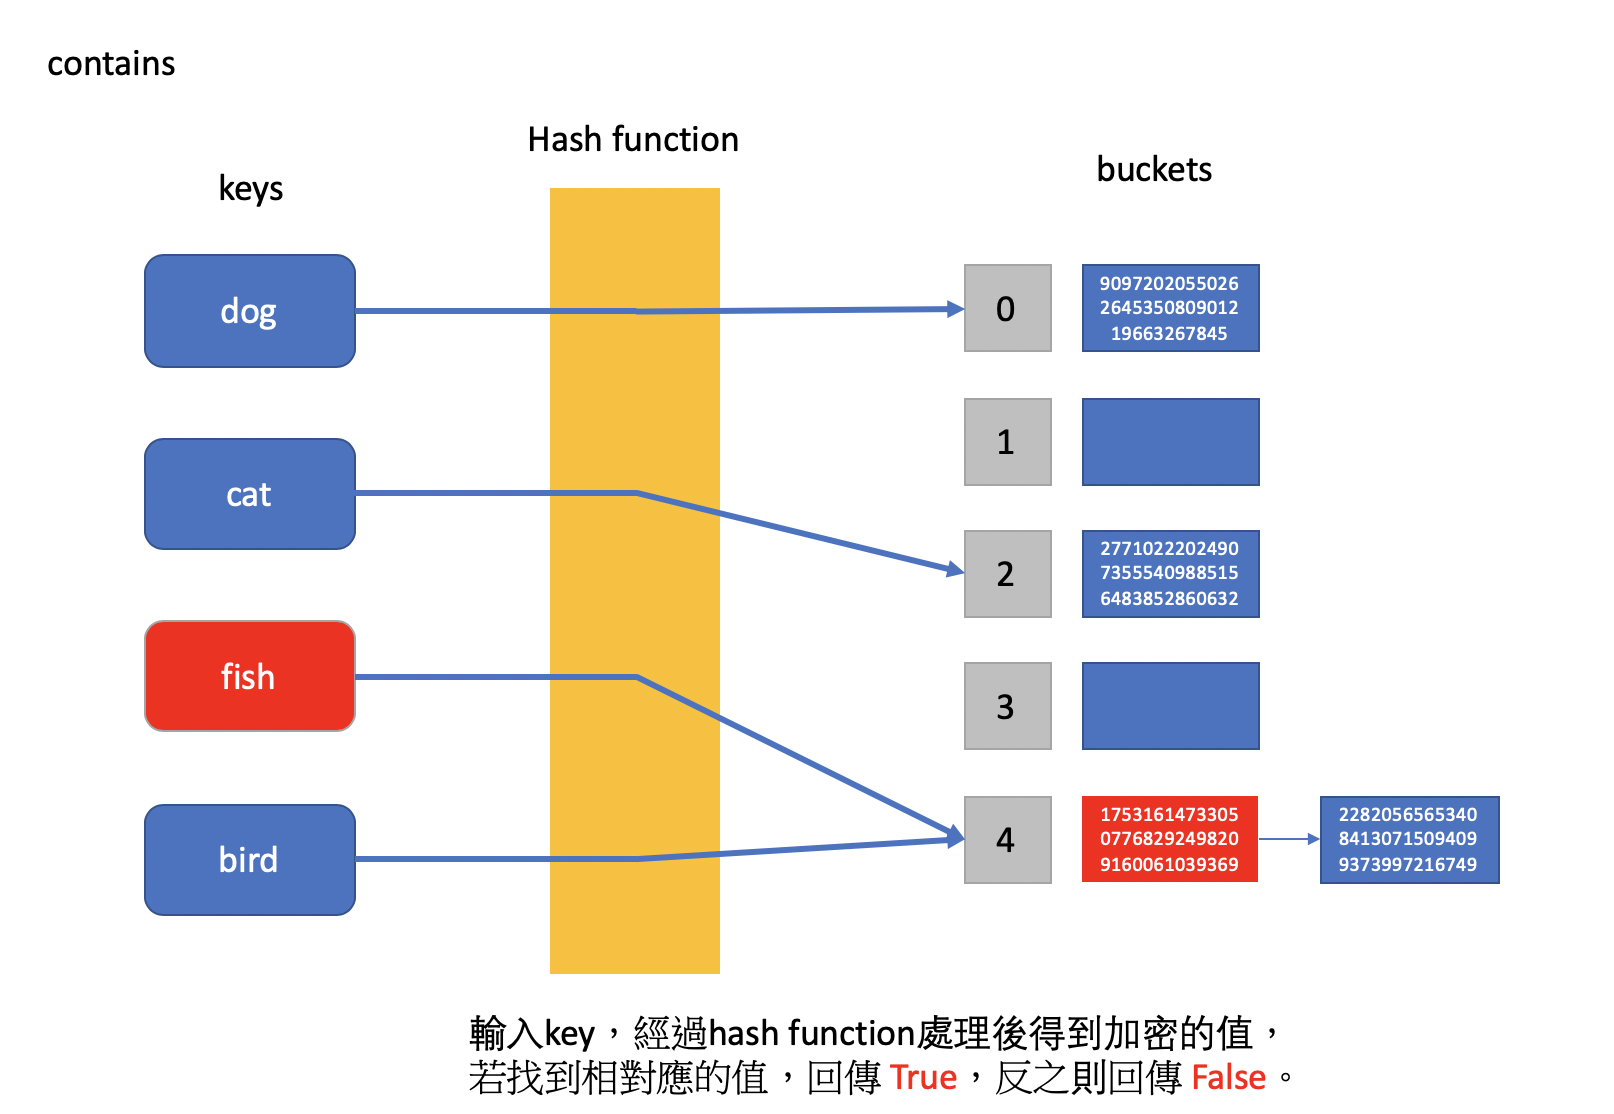 contains
Hash function
keys
buckets
dog
cat
fish
bird
0
9097202055026
2645350809012
19663267845
1
2
2771022202490
7355540988515
6483852860632
3
4
1753161473305
0776829249820
9160061039369
2282056565340
8413071509409
9373997216749
輸入key，經過hash function處理後得到加密的值，
若找到相對應的值，回傳 True，反之則回傳 False。